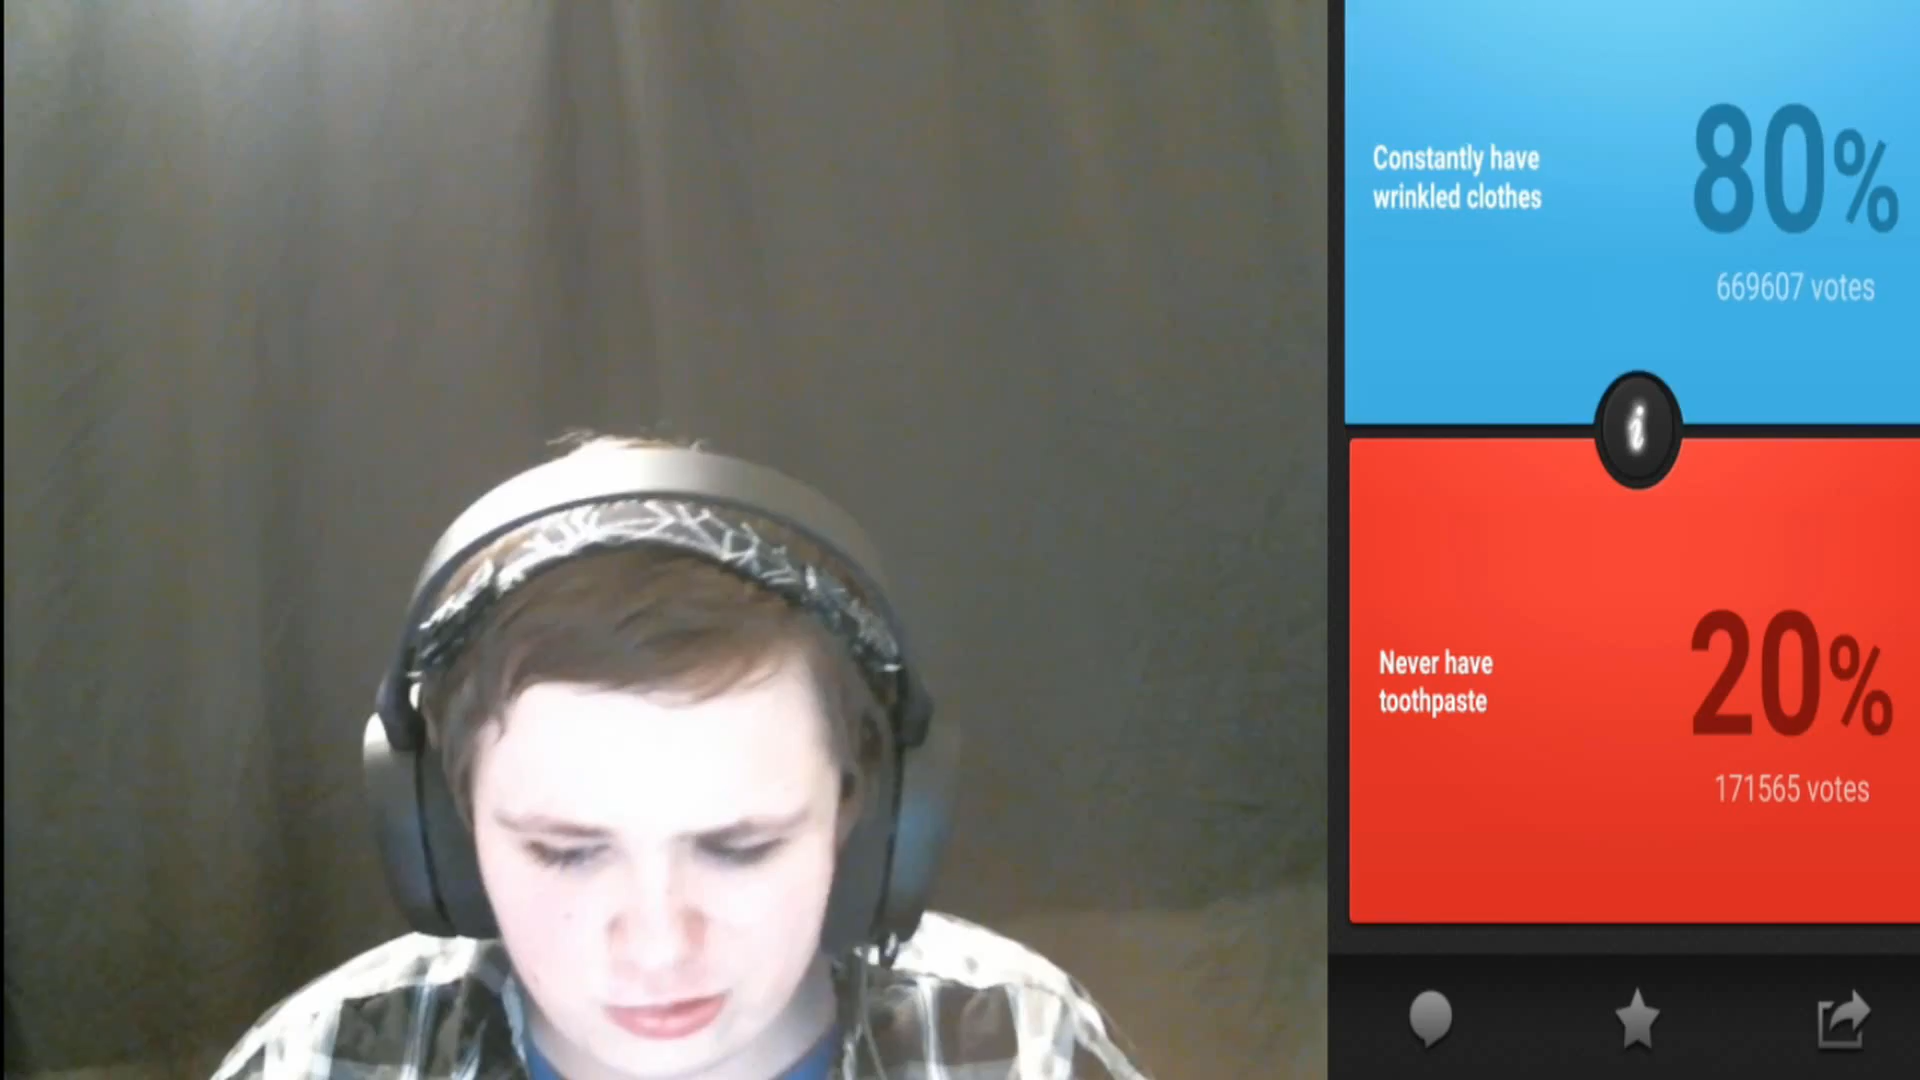 Constantly have
wrinkled clothes
80%
669607 votes
i
Never have
toothpaste
20%
171565 votes